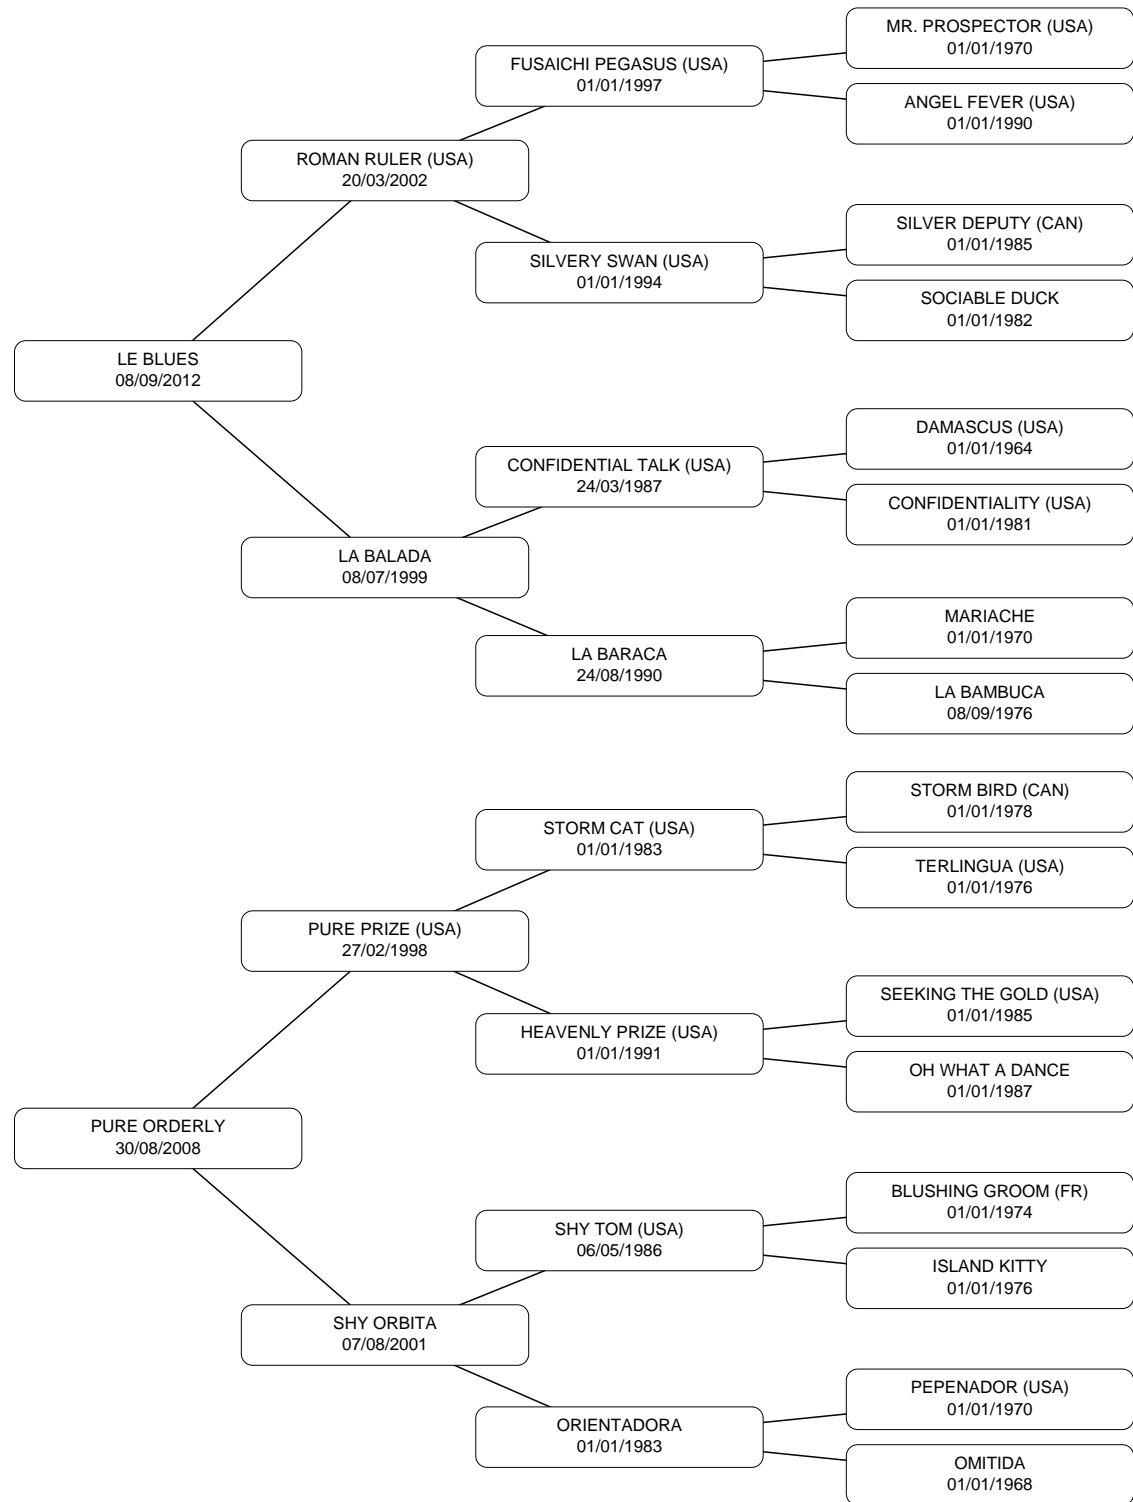 MR. PROSPECTOR (USA)
01/01/1970
FUSAICHI PEGASUS (USA)
01/01/1997
ANGEL FEVER (USA)
01/01/1990
ROMAN RULER (USA)
20/03/2002
SILVER DEPUTY (CAN)
01/01/1985
SILVERY SWAN (USA)
01/01/1994
SOCIABLE DUCK
01/01/1982
LE BLUES
08/09/2012
DAMASCUS (USA)
01/01/1964
CONFIDENTIAL TALK (USA)
24/03/1987
CONFIDENTIALITY (USA)
01/01/1981
LA BALADA
08/07/1999
MARIACHE
01/01/1970
LA BARACA
24/08/1990
LA BAMBUCA
08/09/1976
STORM BIRD (CAN)
01/01/1978
STORM CAT (USA)
01/01/1983
TERLINGUA (USA)
01/01/1976
PURE PRIZE (USA)
27/02/1998
SEEKING THE GOLD (USA)
01/01/1985
HEAVENLY PRIZE (USA)
01/01/1991
OH WHAT A DANCE
01/01/1987
PURE ORDERLY
30/08/2008
BLUSHING GROOM (FR)
01/01/1974
SHY TOM (USA)
06/05/1986
ISLAND KITTY
01/01/1976
SHY ORBITA
07/08/2001
PEPENADOR (USA)
01/01/1970
ORIENTADORA
01/01/1983
OMITIDA
01/01/1968